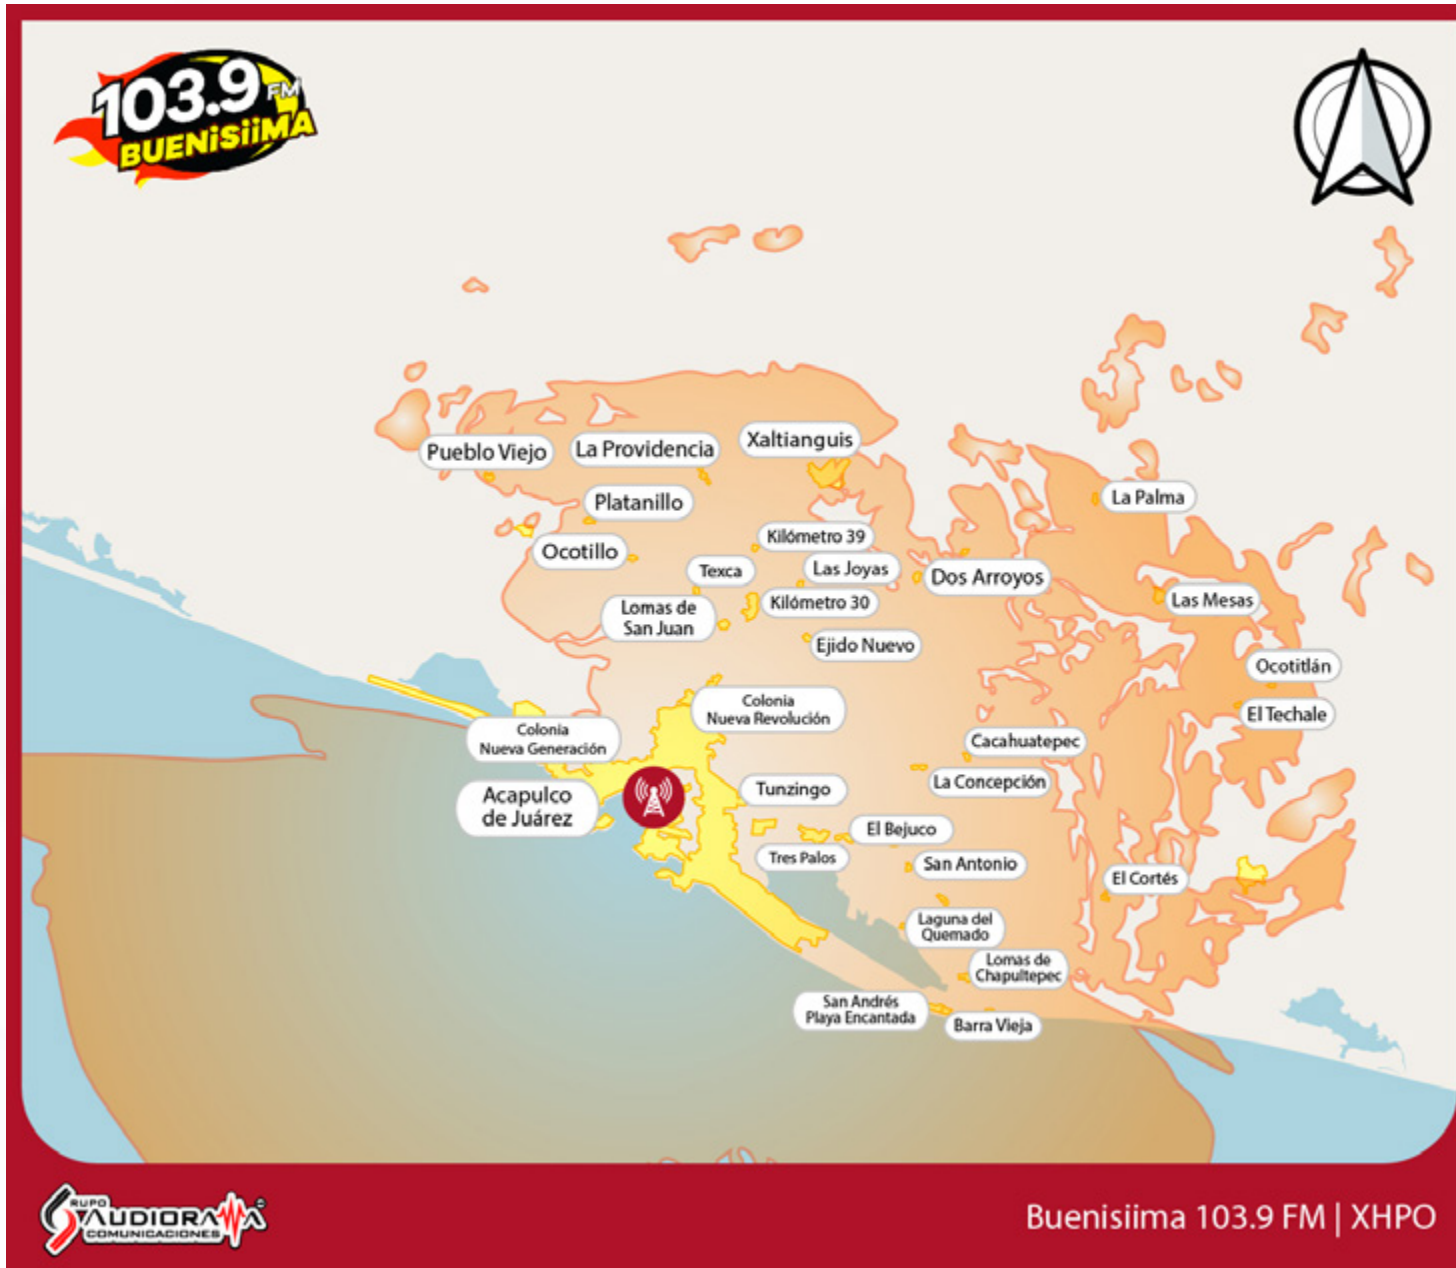 103.9 FM
BUENiSiiMA
Pueblo Viejo
La Providencia
Xaltianguis
Platanillo
La Palma
Kilómetro 39
Ocotillo
Texca
Las Joyas
Dos Arroyos
Lomas de
San Juan
Kilómetro 30
Las Mesas
Ejido Nuevo
Ocotitlán
Colonia
Nueva Revolución
El Techale
Colonia
Nueva Generación
Cacahuatepec
Acapulco
de Juárez
Tunzingo
La Concepción
El Bejuco
Tres Palos
San Antonio
El Cortés
Laguna del
Quemado
Lomas de
Chapultepec
San Andrés
Playa Encantada
Barra Vieja
GRUPO
AUDIORAMA
COMUNICACIONES
Buenisiima 103.9 FM | XHPO